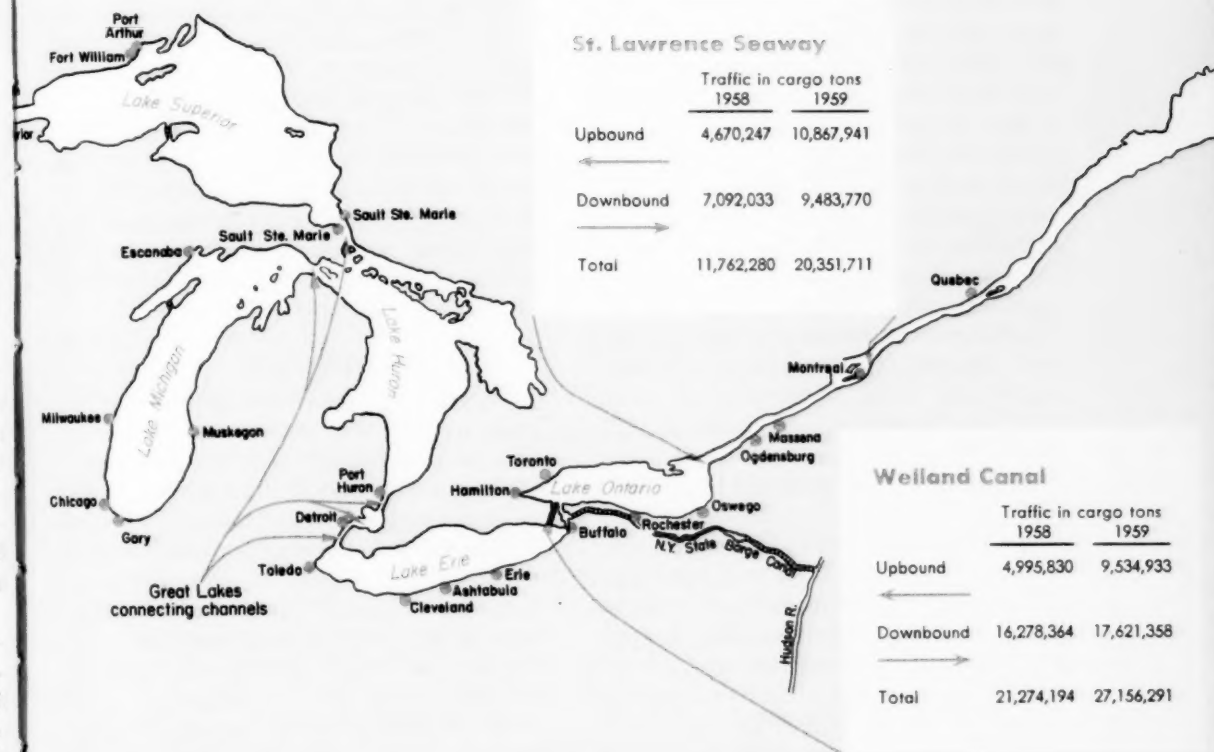 Port
Arthur
Fort William
Lake Superior
Sault Ste. Marie
Sault Ste. Marie
Escanaba
Lake Huron
Lake Michigan
Milwaukee
Muskegon
Chicago
Gary
Port
Huron
Detroit
Toledo
Great Lakes
connecting channels
Lake Erie
Erie
Ashtabula
Cleveland
Toronto
Hamilton
Lake Ontario
Buffalo
Rochester
Oswego
N.Y. State Barge Canal
Hudson R.
Massena
Ogdensburg
Montreal
Quebec
St. Lawrence Seaway
Traffic in cargo tons
1958 1959
Upbound 4,670,247 10,867,941
Downbound 7,092,033 9,483,770
Total 11,762,280 20,351,711
Welland Canal
Traffic in cargo tons
1958 1959
Upbound 4,995,830 9,534,933
Downbound 16,278,364 17,621,358
Total 21,274,194 27,156,291